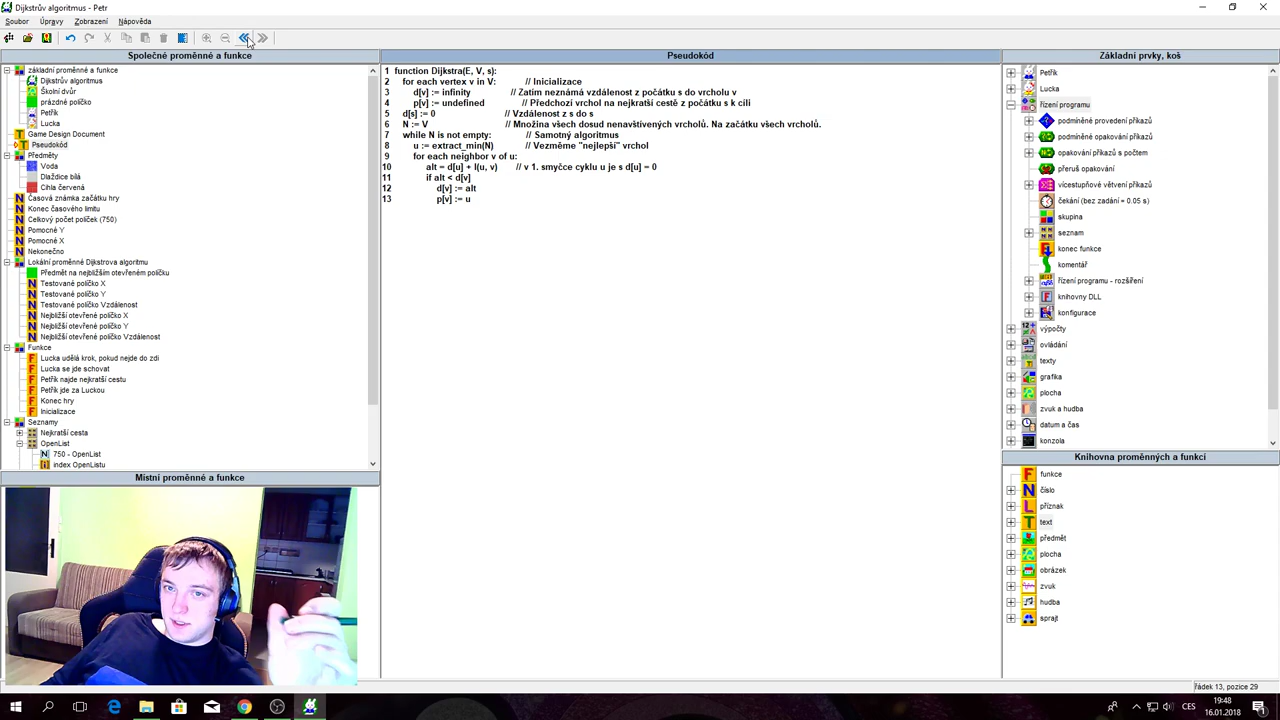 Dijkstrův algoritmus - Petr
Soubor Úpravy Zobrazení Nápověda
Společné proměnné a funkce
základní proměnné a funkce
Dijkstrův algoritmus
Školní dvůr
prázdné políčko
Petřík
Lucka
Game Design Document
Pseudokód
Předměty
Voda
Dlaždice bílá
Cihla červená
Časová známka začátku hry
Konec časového limitu
Celkový počet políček (750)
Pomocné Y
Pomocné X
Nekonečno
Lokální proměnné Dijkstrova algoritmu
Předmět na nejbližším otevřeném políčku
Testované políčko X
Testované políčko Y
Testované políčko Vzdálenost
Nejbližší otevřené políčko X
Nejbližší otevřené políčko Y
Nejbližší otevřené políčko Vzdálenost
Funkce
Lucka udělá krok, pokud nejde do zdi
Lucka se jde schovat
Petřík najde nejkratší cestu
Petřík jde za Luckou
Konec hry
Inicializace
Seznamy
Nejkratší cesta
OpenList
750 - OpenList
index OpenListu
Místní proměnné a funkce
Pseudokód
1 function Dijkstra(E, V, s):
2 for each vertex v in V: // Inicializace
3 d[v] := infinity // Zatím neznámá vzdálenost z počátku s do vrcholu v
4 p[v] := undefined // Předchozí vrchol na nejkratší cestě z počátku s k cíli
5 d[s] := 0 // Vzdálenost z s do s
6 N := V // Množina všech dosud nenavštívených vrcholů. Na začátku všech vrcholů.
7 while N is not empty: // Samotný algoritmus
8 u := extract_min(N) // Vezměme "nejlepší" vrchol
9 for each neighbor v of u:
10 alt = d[u] + l(u, v) // v 1. smyčce cyklu u je s d[u] = 0
11 if alt < d[v]
12 d[v] := alt
13 p[v] := u
Základní prvky, koš
Petřík
Lucka
řízení programu
podmíněné provedení příkazů
podmíněné opakování příkazů
opakování příkazů s počtem
přeruš opakování
vícestupňové větvení příkazů
čekání (bez zadání = 0.05 s)
skupina
seznam
konec funkce
komentář
řízení programu - rozšíření
knihovny DLL
konfigurace
výpočty
ovládání
texty
grafika
plocha
zvuk a hudba
datum a čas
konzola
Knihovna proměnných a funkcí
funkce
číslo
příznak
text
předmět
plocha
obrázek
zvuk
hudba
sprajt
řádek 13, pozice 29
CES
19:48
16.01.2018